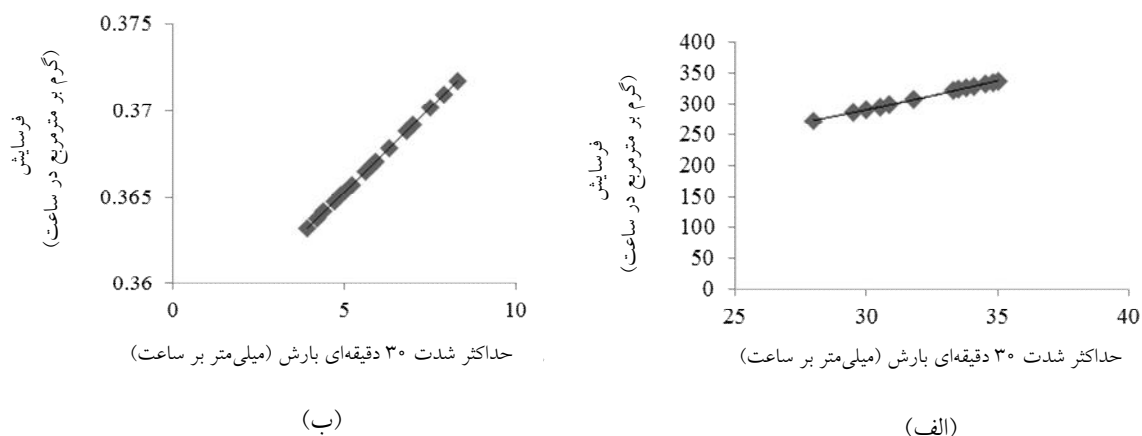 400
350
300
250
200
150
100
50
0
25 30 35 40
فرسایش
(گرم بر مترمربع در ساعت)
حداکثر شدت ۳۰ دقیقه‌ای بارش (میلی‌متر بر ساعت)
(الف)
0.375
0.37
0.365
0.36
0 5 10
فرسایش
(گرم بر مترمربع در ساعت)
حداکثر شدت ۳۰ دقیقه‌ای بارش (میلی‌متر بر ساعت)
(ب)